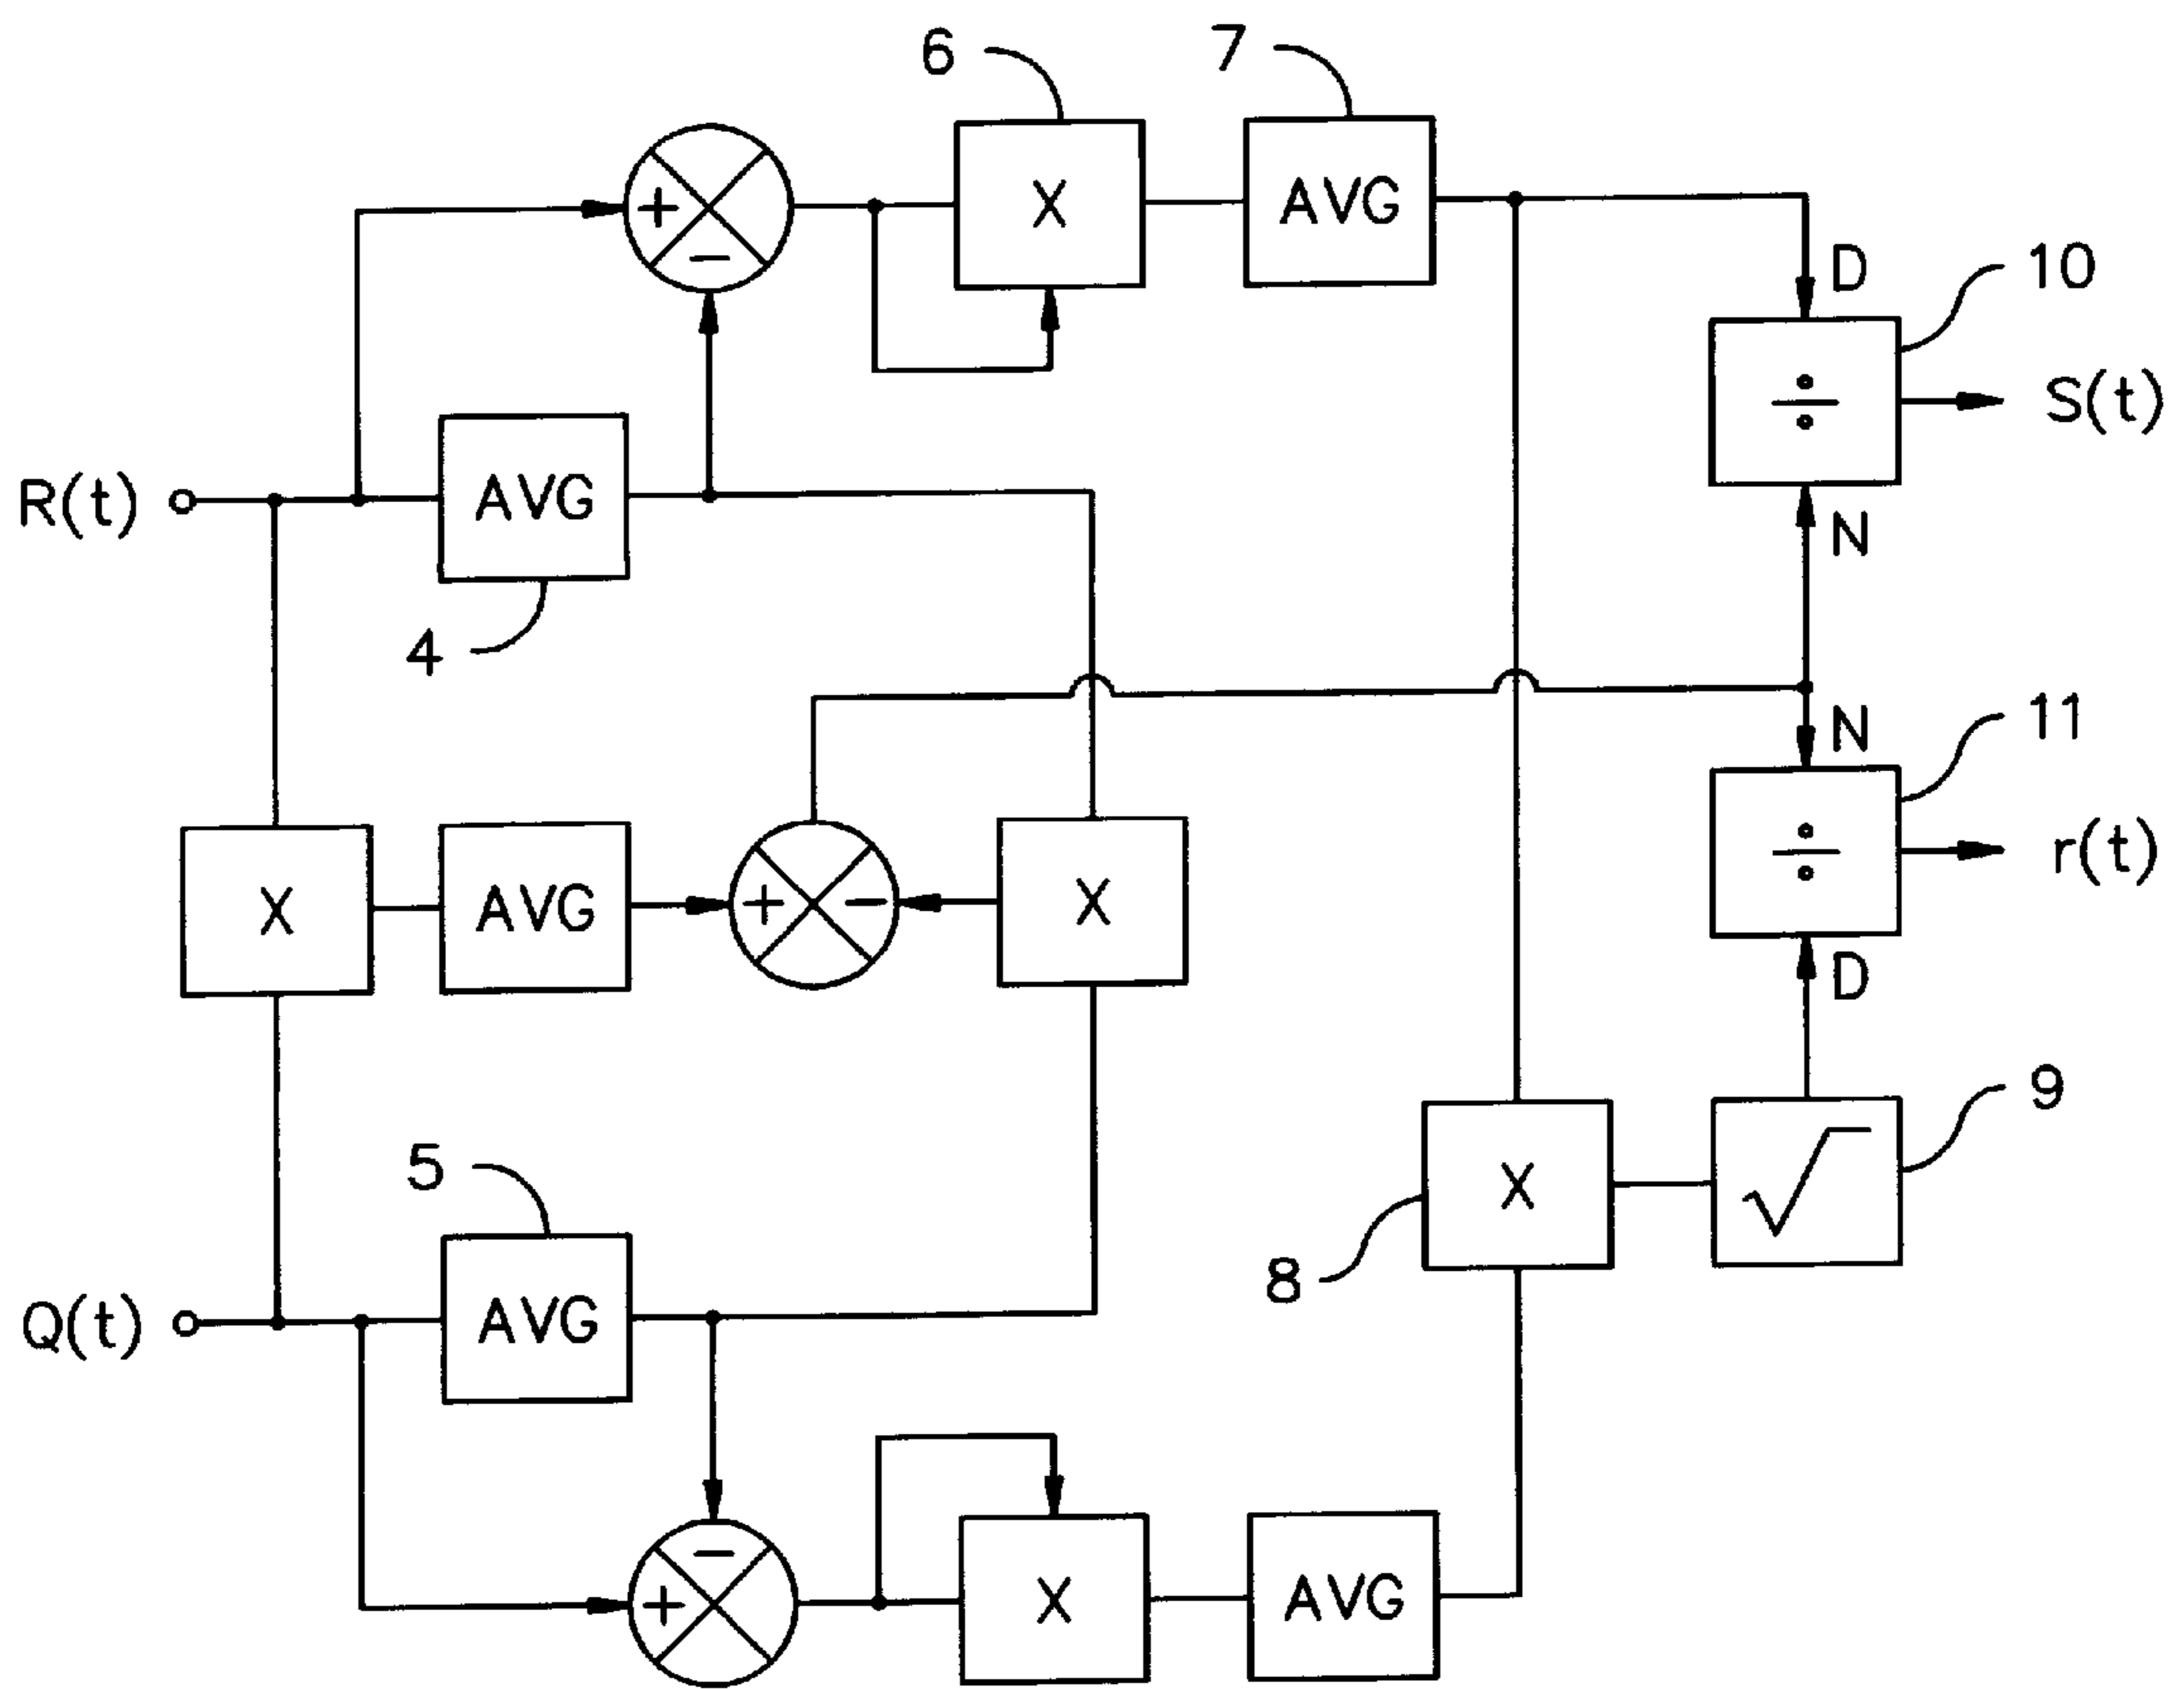 6
7
X
AVG
+
−
D
10
÷
S(t)
R(t)
AVG
N
4
N
11
÷
r(t)
X
AVG
+
−
X
D
5
9
X
√
8
Q(t)
AVG
−
+
X
AVG